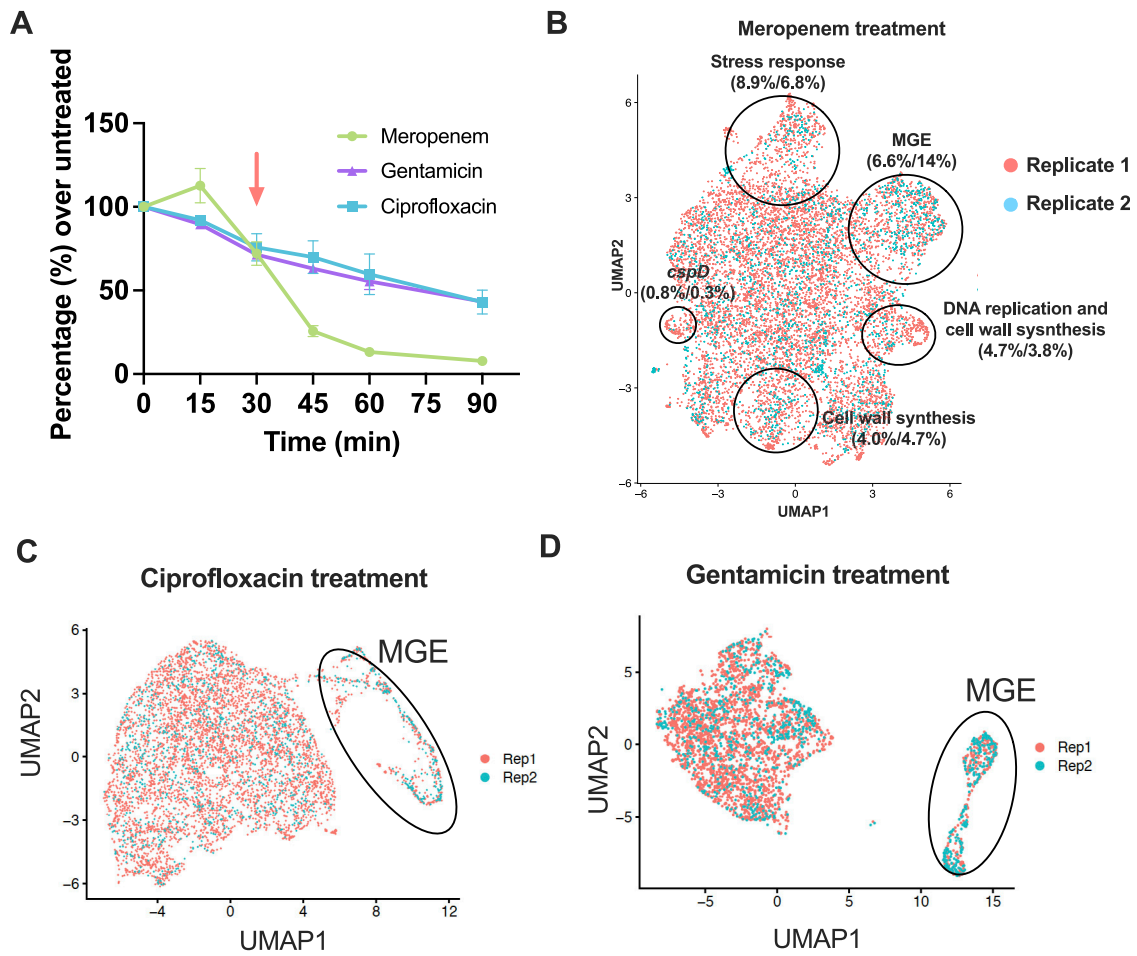 A
Percentage (%) over untreated
150
100
50
0
0 15 30 45 60 90
Time (min)
Meropenem
Gentamicin
Ciprofloxacin
B
Meropenem treatment
Stress response
(8.9%/6.8%)
MGE
(6.6%/14%)
cspD
(0.8%/0.3%)
DNA replication and
cell wall sysnthesis
(4.7%/3.8%)
Cell wall synthesis
(4.0%/4.7%)
Replicate 1
Replicate 2
UMAP2
6
3
0
−3
−6
−6 −3 0 3 6
UMAP1
C
Ciprofloxacin treatment
MGE
UMAP2
6
3
0
−3
−6
−4 0 4 8 12
UMAP1
Rep1
Rep2
D
Gentamicin treatment
MGE
UMAP2
5
0
−5
−5 0 5 10 15
UMAP1
Rep1
Rep2